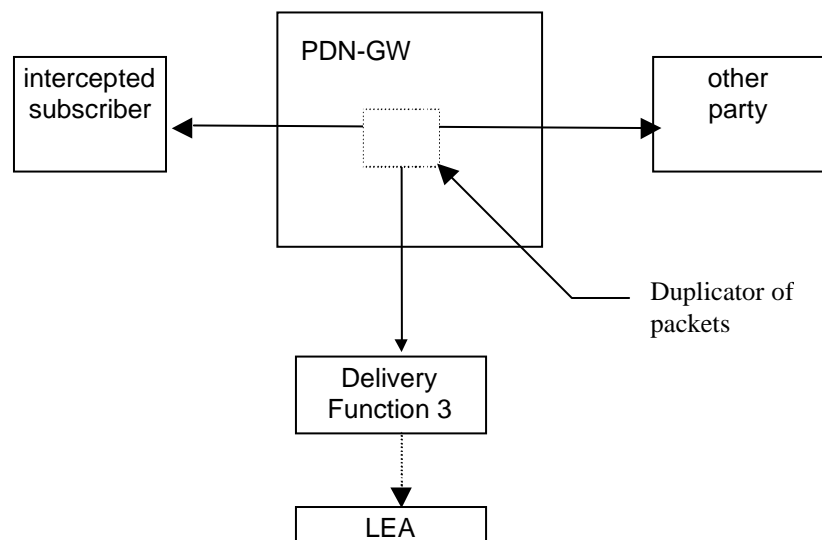 PDN-GW
intercepted
subscriber
other
party
Duplicator of
packets
Delivery
Function 3
LEA